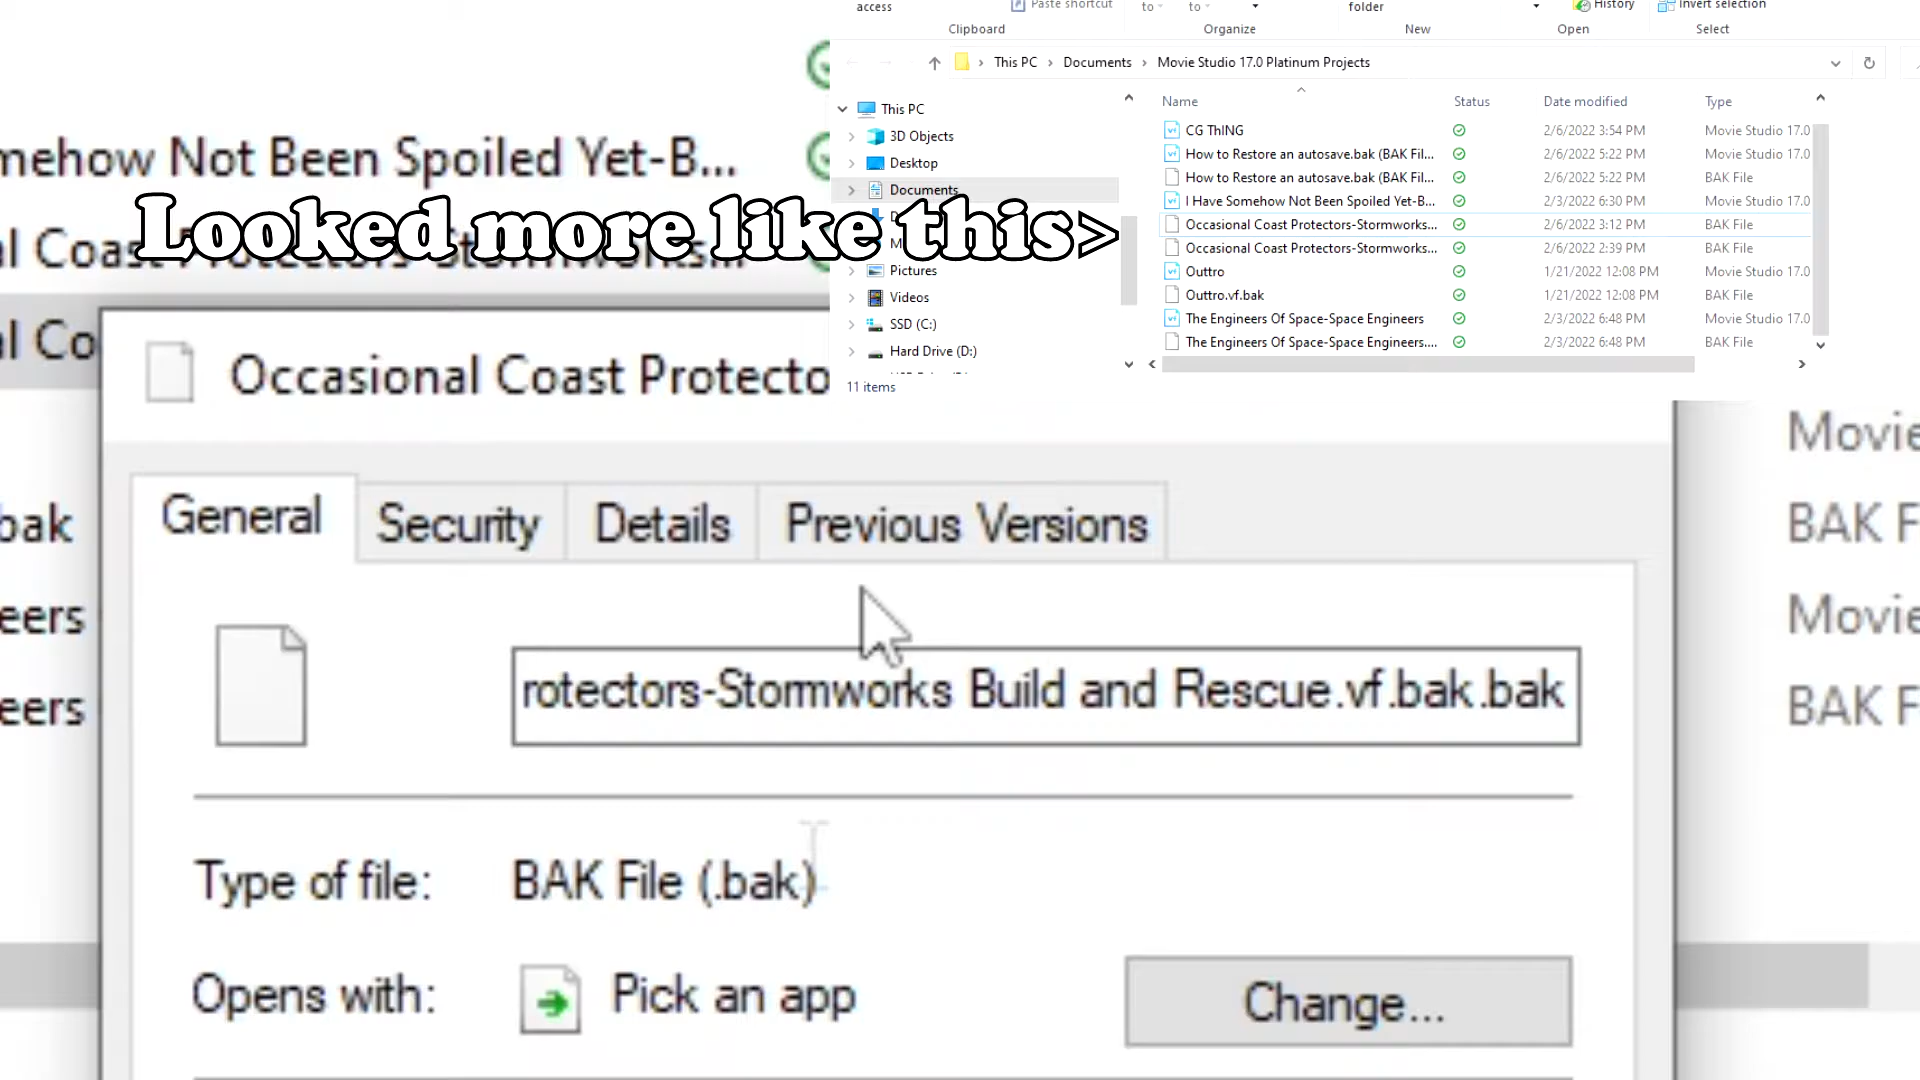 access
Paste shortcut
to
to
folder
History
Invert selection
Clipboard
Organize
New
Open
Select
This PC > Documents > Movie Studio 17.0 Platinum Projects
This PC
3D Objects
Desktop
Documents
Pictures
Videos
SSD (C:)
Hard Drive (D:)
11 items
Name Status Date modified Type
CG ThING 2/6/2022 3:54 PM Movie Studio 17.0
How to Restore an autosave.bak (BAK Fil... 2/6/2022 5:22 PM Movie Studio 17.0
How to Restore an autosave.bak (BAK Fil... 2/6/2022 5:22 PM BAK File
I Have Somehow Not Been Spoiled Yet-B... 2/3/2022 6:30 PM Movie Studio 17.0
Occasional Coast Protectors-Stormworks... 2/6/2022 3:12 PM BAK File
Occasional Coast Protectors-Stormworks... 2/6/2022 2:39 PM BAK File
Outtro 1/21/2022 12:08 PM Movie Studio 17.0
Outtro.vf.bak 1/21/2022 12:08 PM BAK File
The Engineers Of Space-Space Engineers 2/3/2022 6:48 PM Movie Studio 17.0
The Engineers Of Space-Space Engineers.... 2/3/2022 6:48 PM BAK File
mehow Not Been Spoiled Yet-B...
Looked more like this>
al Coast Protectors-Stormworks...
al Co
Occasional Coast Protecto
General
Security
Details
Previous Versions
rotectors-Stormworks Build and Rescue.vf.bak.bak
Type of file: BAK File (.bak)
Opens with: Pick an app
Change...
bak
eers
eers
Movie
BAK F
Movie
BAK F